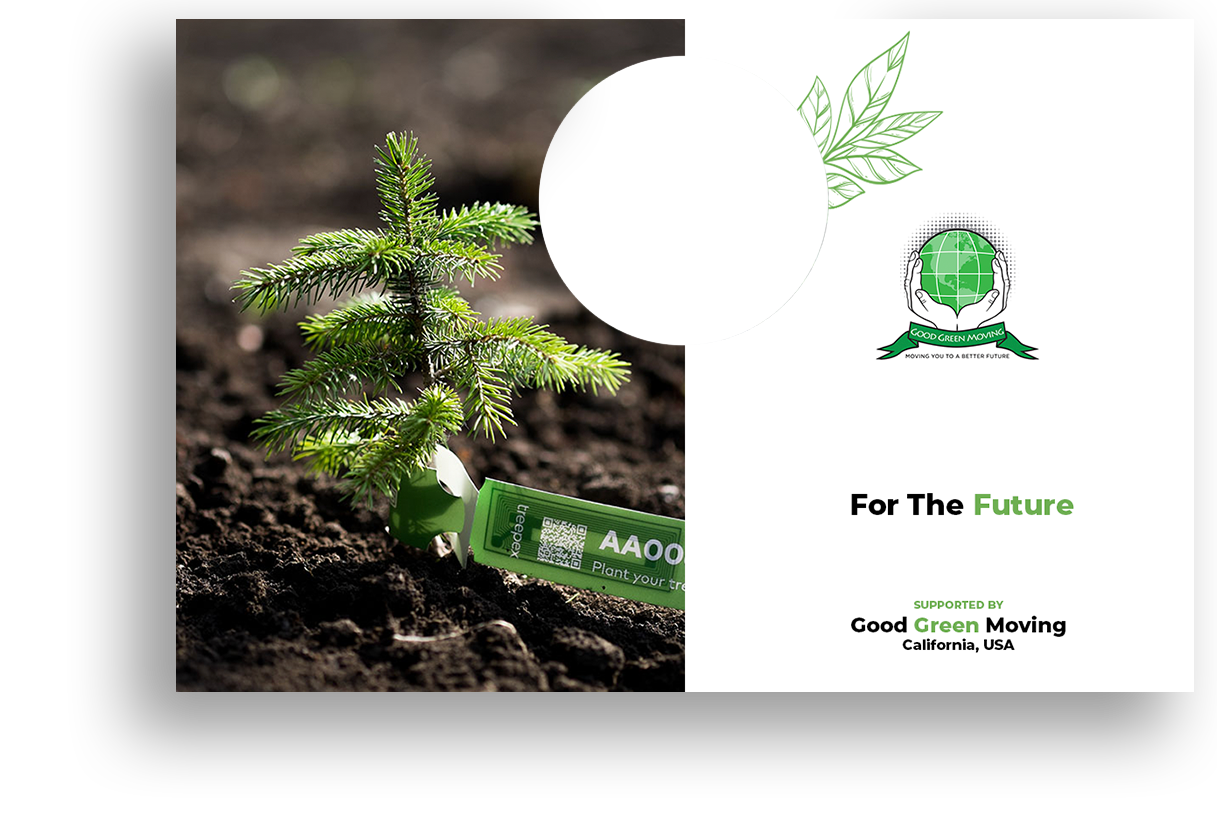 treepex
AA00
Plant your tre
GOOD GREEN MOVING
MOVING YOU TO A BETTER FUTURE
For The Future
SUPPORTED BY
Good Green Moving
California, USA